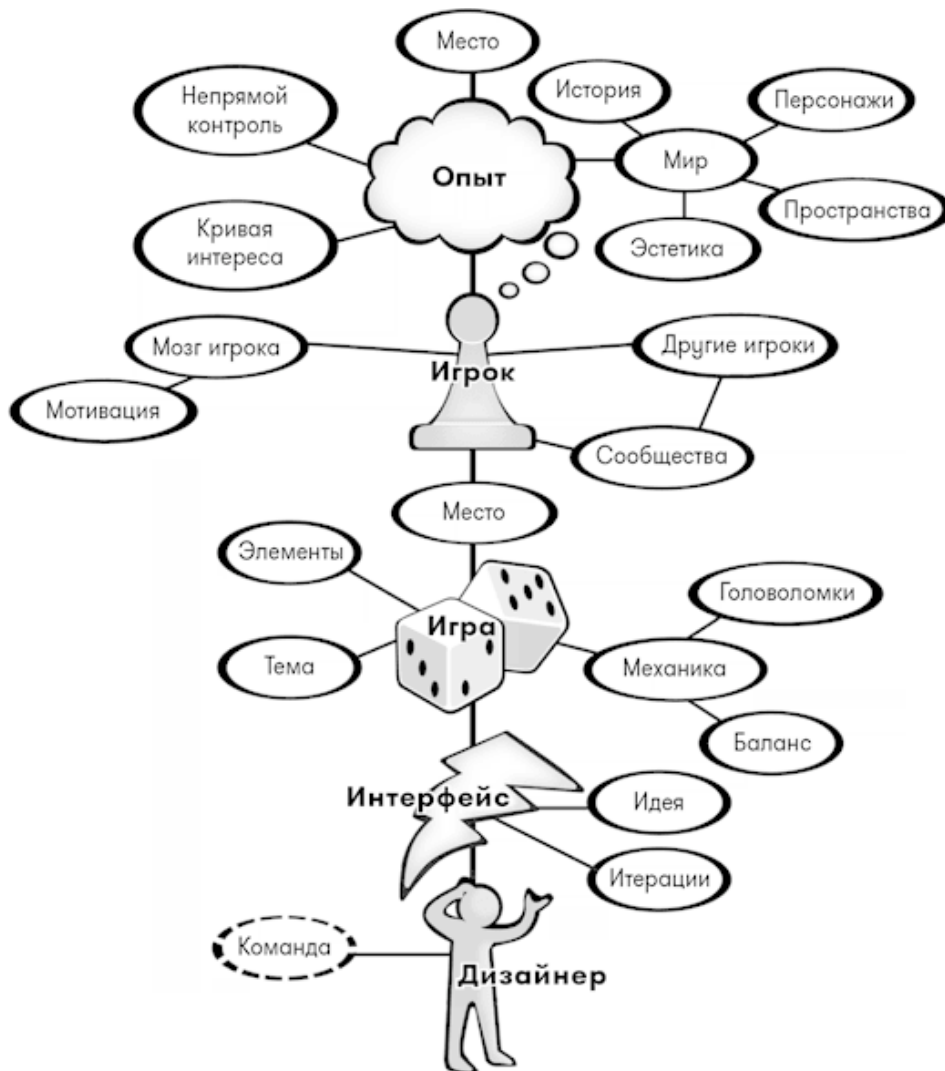 Место
История
Персонажи
Непрямой
контроль
Опыт
Мир
Пространства
Кривая
интереса
Эстетика
Мозг игрока
Другие игроки
Игрок
Мотивация
Сообщества
Место
Элементы
Головоломки
Игра
Тема
Механика
Баланс
Интерфейс
Идея
Итерации
Команда
Дизайнер